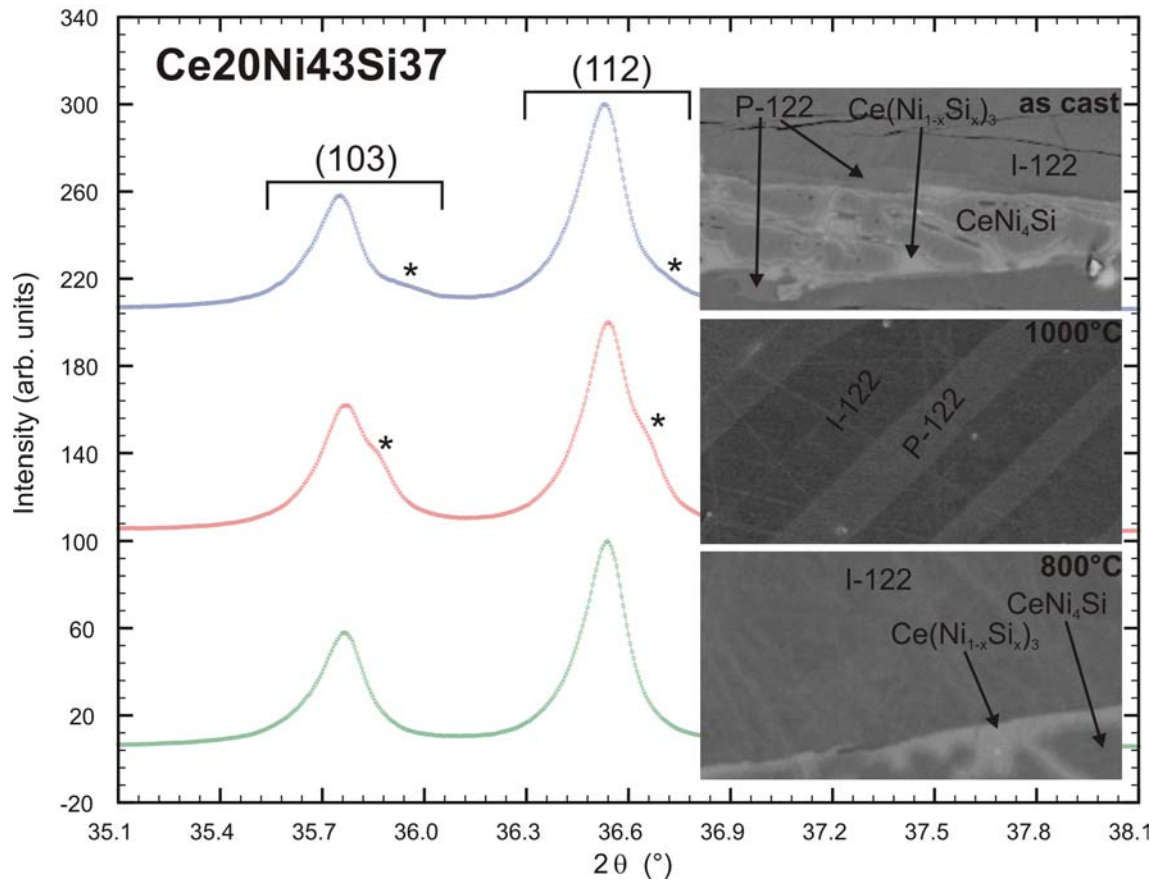 Ce20Ni43Si37
(103)
(112)
*
*
*
*
Intensity (arb. units)
340
300
260
220
180
140
100
60
20
-20
35.1 35.4 35.7 36.0 36.3 36.6 36.9 37.2 37.5 37.8 38.1
2θ (°)
P-122 Ce(Ni₁₋ₓSiₓ)₃ as cast
I-122
CeNi₄Si
1000°C
I-122
P-122
800°C
I-122
CeNi₄Si
Ce(Ni₁₋ₓSiₓ)₃